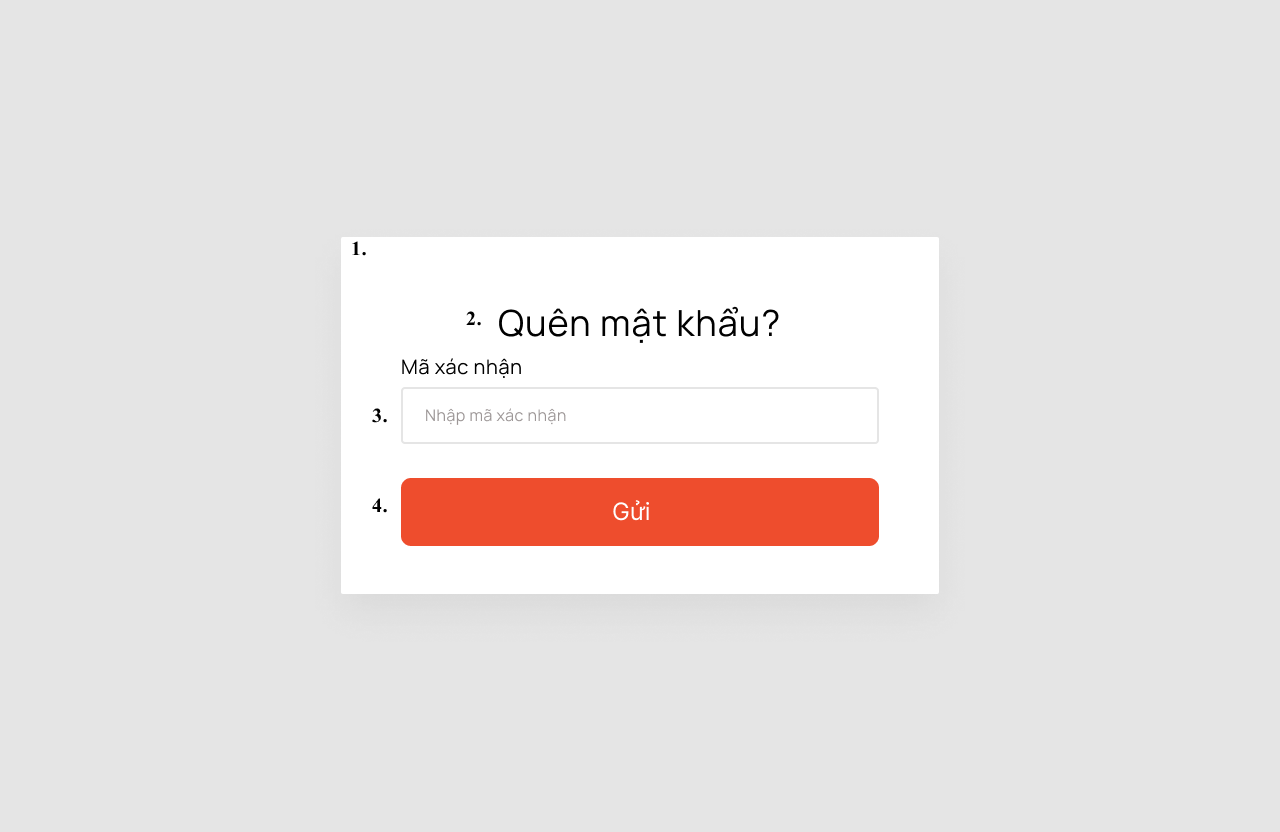 1.
2. Quên mật khẩu?
Mã xác nhận
3. Nhập mã xác nhận
4. Gửi